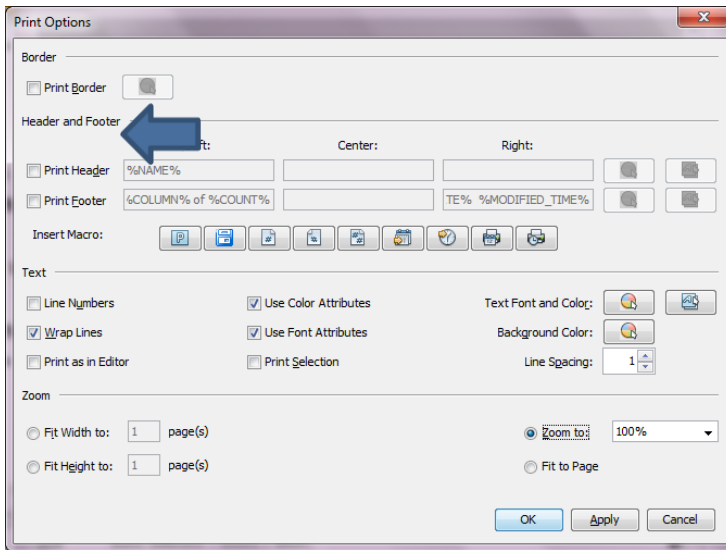 Print Options
Border
Print Border
Header and Footer
ft: Center: Right:
Print Header %NAME%
Print Footer %COLUMN% of %COUNT% TE% %MODIFIED_TIME%
Insert Macro: P # # #
Text
Line Numbers Use Color Attributes Text Font and Color:
Wrap Lines Use Font Attributes Background Color:
Print as in Editor Print Selection Line Spacing: 1
Zoom
Fit Width to: 1 page(s) Zoom to: 100%
Fit Height to: 1 page(s) Fit to Page
OK Apply Cancel